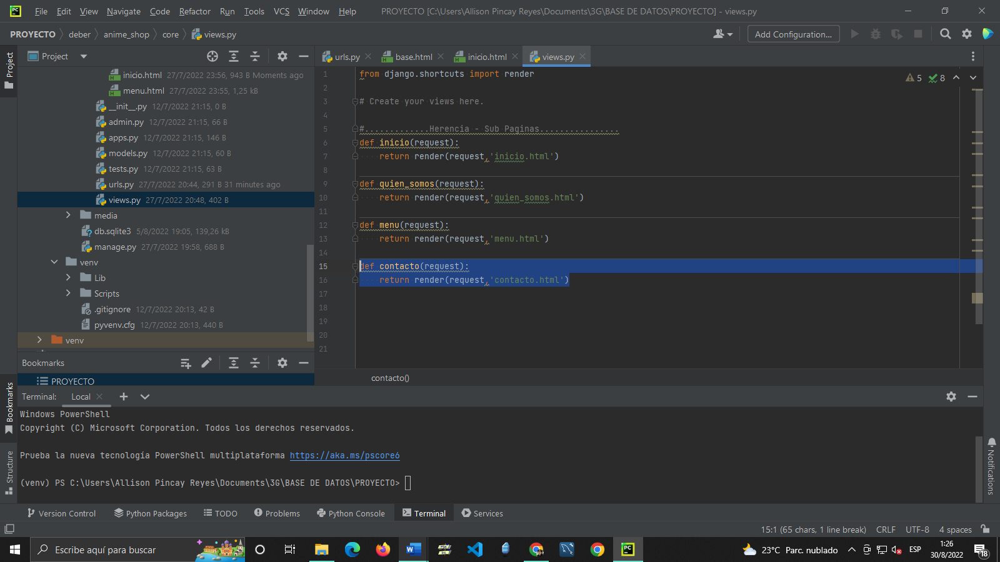 PC
File Edit View Navigate Code Refactor Run Tools VCS Window Help PROYECTO [C:\Users\Allison Pincay Reyes\Documents\3G\BASE DE DATOS\PROYECTO] - views.py
PROYECTO deber anime_shop core views.py Add Configuration...
Project
Project
urls.py base.html inicio.html views.py
inicio.html 27/7/2022 23:56, 943 B Moments ago
menu.html 27/7/2022 23:55, 1,25 kB
__init__.py 12/7/2022 21:15, 0 B
admin.py 12/7/2022 21:15, 66 B
apps.py 12/7/2022 21:15, 146 B
models.py 12/7/2022 21:15, 60 B
tests.py 12/7/2022 21:15, 63 B
urls.py 27/7/2022 20:44, 291 B 31 minutes ago
views.py 27/7/2022 20:48, 402 B
media
db.sqlite3 5/8/2022 19:05, 139,26 kB
manage.py 27/7/2022 19:58, 688 B
venv
Lib
Scripts
.gitignore 12/7/2022 20:13, 42 B
pyvenv.cfg 12/7/2022 20:13, 440 B
venv
5 8
1 from django.shortcuts import render
2
3 # Create your views here.
4
5 #.............Herencia - Sub Paginas................
6 def inicio(request):
7 return render(request,'inicio.html')
8
9 def quien_somos(request):
10 return render(request,'quien_somos.html')
11
12 def menu(request):
13 return render(request,'menu.html')
14
15 def contacto(request):
16 return render(request,'contacto.html')
17
18
19
20
21
contacto()
Bookmarks
PROYECTO
Bookmarks
Structure
Notifications
Terminal: Local
Windows PowerShell
Copyright (C) Microsoft Corporation. Todos los derechos reservados.
Prueba la nueva tecnología PowerShell multiplataforma https://aka.ms/pscore6
(venv) PS C:\Users\Allison Pincay Reyes\Documents\3G\BASE DE DATOS\PROYECTO>
Version Control Python Packages TODO Problems Python Console Terminal Services
15:1 (65 chars, 1 line break) CRLF UTF-8 4 spaces
Escribe aquí para buscar
W
PC
23°C Parc. nublado ESP 1:26
30/8/2022
18